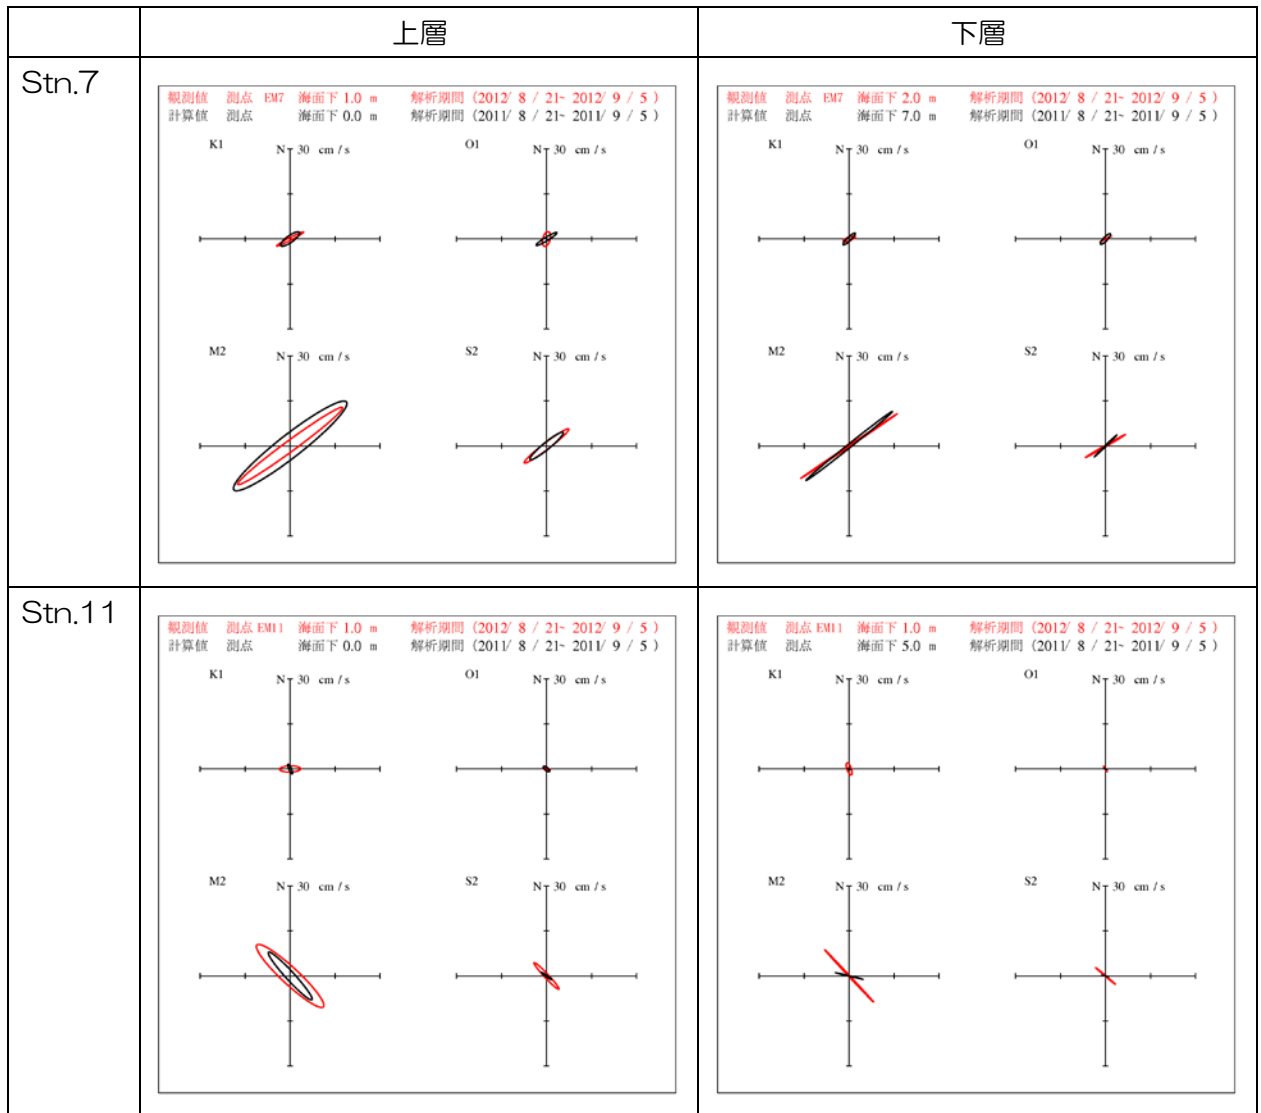 上層 下層
Stn.7
観測値 測点 EM7 海面下 1.0 m 解析期間 (2012/ 8 / 21~ 2012/ 9 / 5 )
計算値 測点 海面下 0.0 m 解析期間 (2011/ 8 / 21~ 2011/ 9 / 5 )
K1 N 30 cm / s O1 N 30 cm / s
M2 N 30 cm / s S2 N 30 cm / s
観測値 測点 EM7 海面下 2.0 m 解析期間 (2012/ 8 / 21~ 2012/ 9 / 5 )
計算値 測点 海面下 7.0 m 解析期間 (2011/ 8 / 21~ 2011/ 9 / 5 )
K1 N 30 cm / s O1 N 30 cm / s
M2 N 30 cm / s S2 N 30 cm / s
Stn.11
観測値 測点 EM11 海面下 1.0 m 解析期間 (2012/ 8 / 21~ 2012/ 9 / 5 )
計算値 測点 海面下 0.0 m 解析期間 (2011/ 8 / 21~ 2011/ 9 / 5 )
K1 N 30 cm / s O1 N 30 cm / s
M2 N 30 cm / s S2 N 30 cm / s
観測値 測点 EM11 海面下 1.0 m 解析期間 (2012/ 8 / 21~ 2012/ 9 / 5 )
計算値 測点 海面下 5.0 m 解析期間 (2011/ 8 / 21~ 2011/ 9 / 5 )
K1 N 30 cm / s O1 N 30 cm / s
M2 N 30 cm / s S2 N 30 cm / s